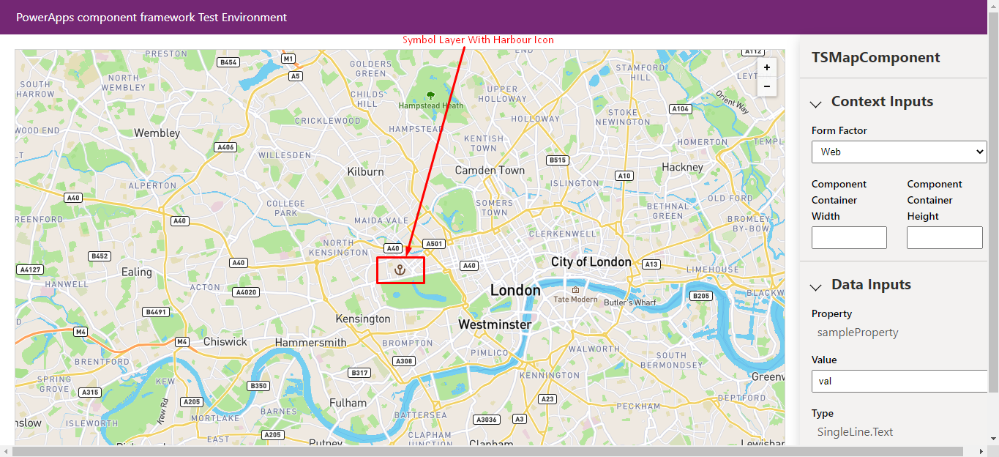 PowerApps component framework Test Environment
Symbol Layer With Harbour Icon
PRESTON
B454
M1
GOLDERS
GREEN
END
A112
+
−
A5
NORTH
WEMBLEY
SOUTH
HARROW
CHILDS
HILL
Hampstead Heath
UPPER
HOLLOWAY
STAMFORD
HILL
LEYT
Orient Way
A104
CRICKLEWOOD
HOLLOWAY
STOKE
NEWINGTON
WOOD END
Wembley
HAMPSTEAD
KENTISH
TOWN
HOMERTON
TEMPL
A406
WILLESDEN
B515
Kilburn
Camden Town
A10
Hackney
ISLINGTON
ALPERTON
A40
COLLEGE
PARK
SOMERS
TOWN
BETHNAL
GREEN
OLD FORD
REENFORD
A40
MAIDA VALE
BROMLEY-
BY-BOW
CLERKENWELL
NORTH
KENSINGTON
A40
A501
B452
A40
A40
City of London
A13
LIMEHOUSE
A4127
Ealing
HANWELL
ACTON
A4020
London
Tate Modern
Butler's Wharf
B205
BLACKW
B4491
Kensington
Westminster
M4
M4
Chiswick
Hammersmith
BROMPTON
PIMLICO
WALWORTH
SOUTH
BERMONDSEY
BRENTFORD
A308
B317
KENNINGTON
Greenw
SPRING
GROVE
KEW
B350
A315
A205
Kew Rd
Fulham
A23
PECKHAM
DEPTFORD
BARNES
MORTLAKE
BATTERSEA
A3036
A3
nslow
ISLEWORTH
EAST
A205
Putney
CLAPHAM
JUNCTION
Clapham
Lewisham
TSMapComponent
Context Inputs
Form Factor
Web
Component
Container
Width
Component
Container
Height
Data Inputs
Property
sampleProperty
Value
val
Type
SingleLine.Text